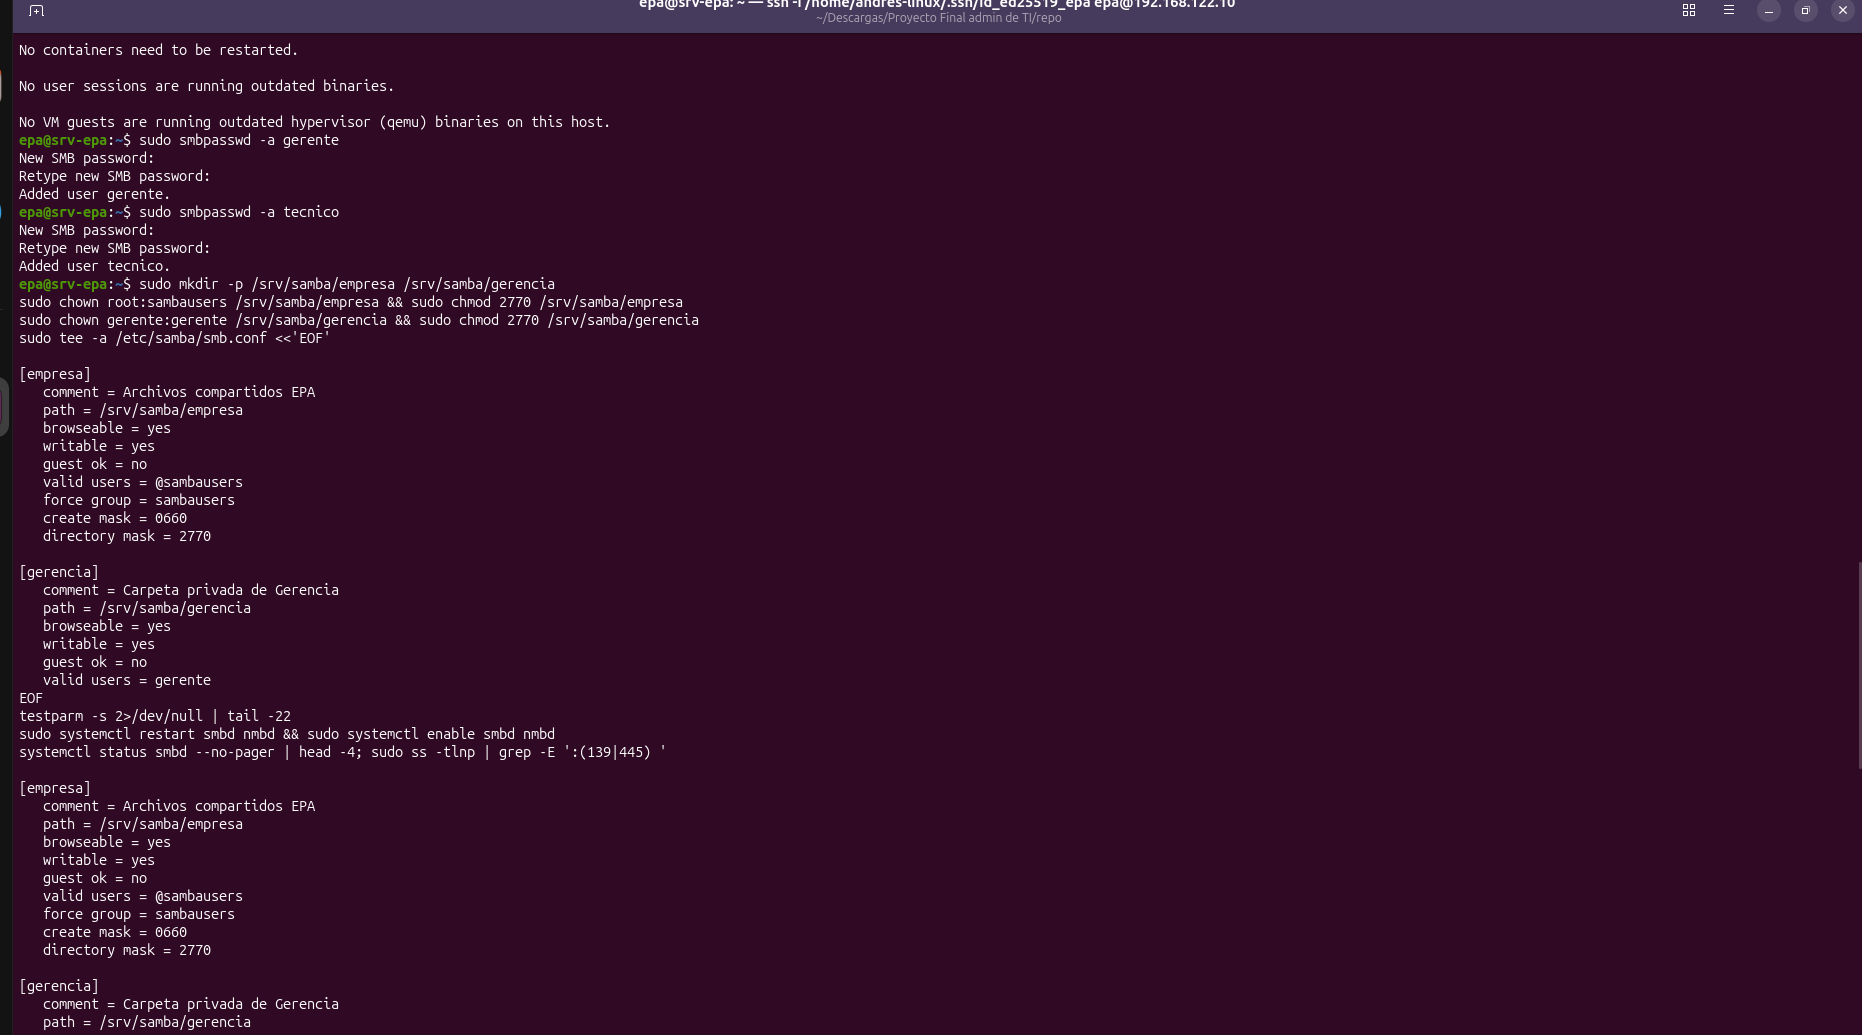 epa@srv-epa: ~ — ssh -i /home/andres-linux/.ssh/id_ed25519_epa epa@192.168.122.10
~/Descargas/Proyecto Final admin de TI/repo
No containers need to be restarted.
No user sessions are running outdated binaries.
No VM guests are running outdated hypervisor (qemu) binaries on this host.
epa@srv-epa:~$ sudo smbpasswd -a gerente
New SMB password:
Retype new SMB password:
Added user gerente.
epa@srv-epa:~$ sudo smbpasswd -a tecnico
New SMB password:
Retype new SMB password:
Added user tecnico.
epa@srv-epa:~$ sudo mkdir -p /srv/samba/empresa /srv/samba/gerencia
sudo chown root:sambausers /srv/samba/empresa && sudo chmod 2770 /srv/samba/empresa
sudo chown gerente:gerente /srv/samba/gerencia && sudo chmod 2770 /srv/samba/gerencia
sudo tee -a /etc/samba/smb.conf <<'EOF'
[empresa]
comment = Archivos compartidos EPA
path = /srv/samba/empresa
browseable = yes
writable = yes
guest ok = no
valid users = @sambausers
force group = sambausers
create mask = 0660
directory mask = 2770
[gerencia]
comment = Carpeta privada de Gerencia
path = /srv/samba/gerencia
browseable = yes
writable = yes
guest ok = no
valid users = gerente
EOF
testparm -s 2>/dev/null | tail -22
sudo systemctl restart smbd nmbd && sudo systemctl enable smbd nmbd
systemctl status smbd --no-pager | head -4; sudo ss -tlnp | grep -E ':(139|445) '
[empresa]
comment = Archivos compartidos EPA
path = /srv/samba/empresa
browseable = yes
writable = yes
guest ok = no
valid users = @sambausers
force group = sambausers
create mask = 0660
directory mask = 2770
[gerencia]
comment = Carpeta privada de Gerencia
path = /srv/samba/gerencia